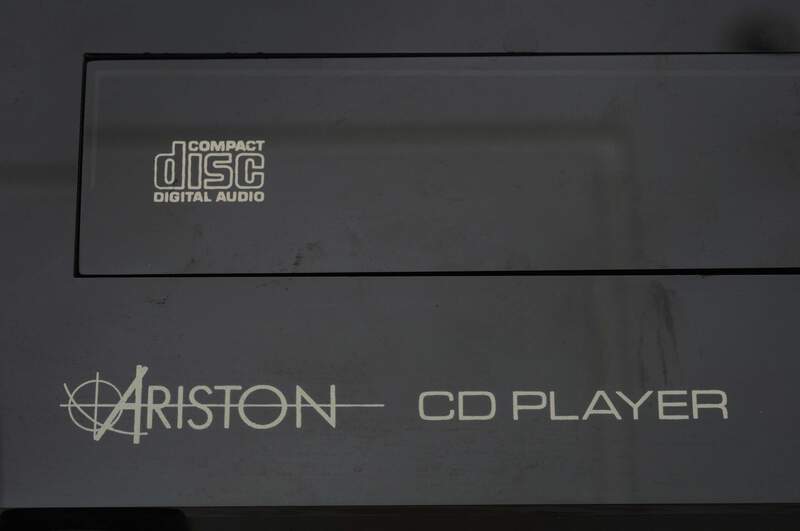 COMPACT
disc
DIGITAL AUDIO
ARISTON CD PLAYER